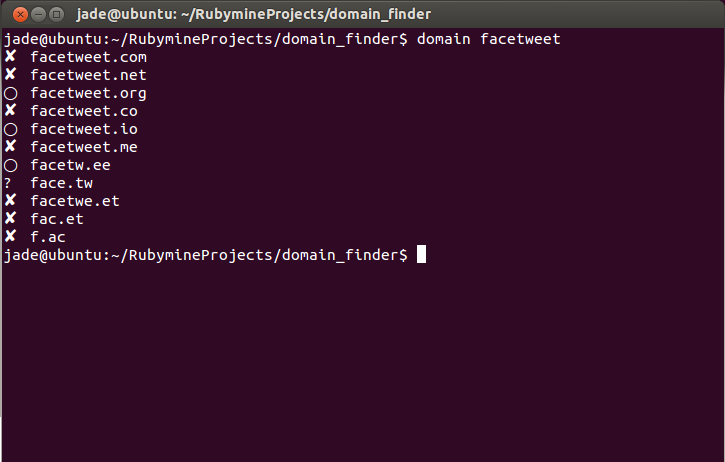 jade@ubuntu: ~/RubymineProjects/domain_finder
jade@ubuntu:~/RubymineProjects/domain_finder$ domain facetweet
✘ facetweet.com
✘ facetweet.net
○ facetweet.org
✘ facetweet.co
○ facetweet.io
✘ facetweet.me
○ facetw.ee
? face.tw
✘ facetwe.et
✘ fac.et
✘ f.ac
jade@ubuntu:~/RubymineProjects/domain_finder$